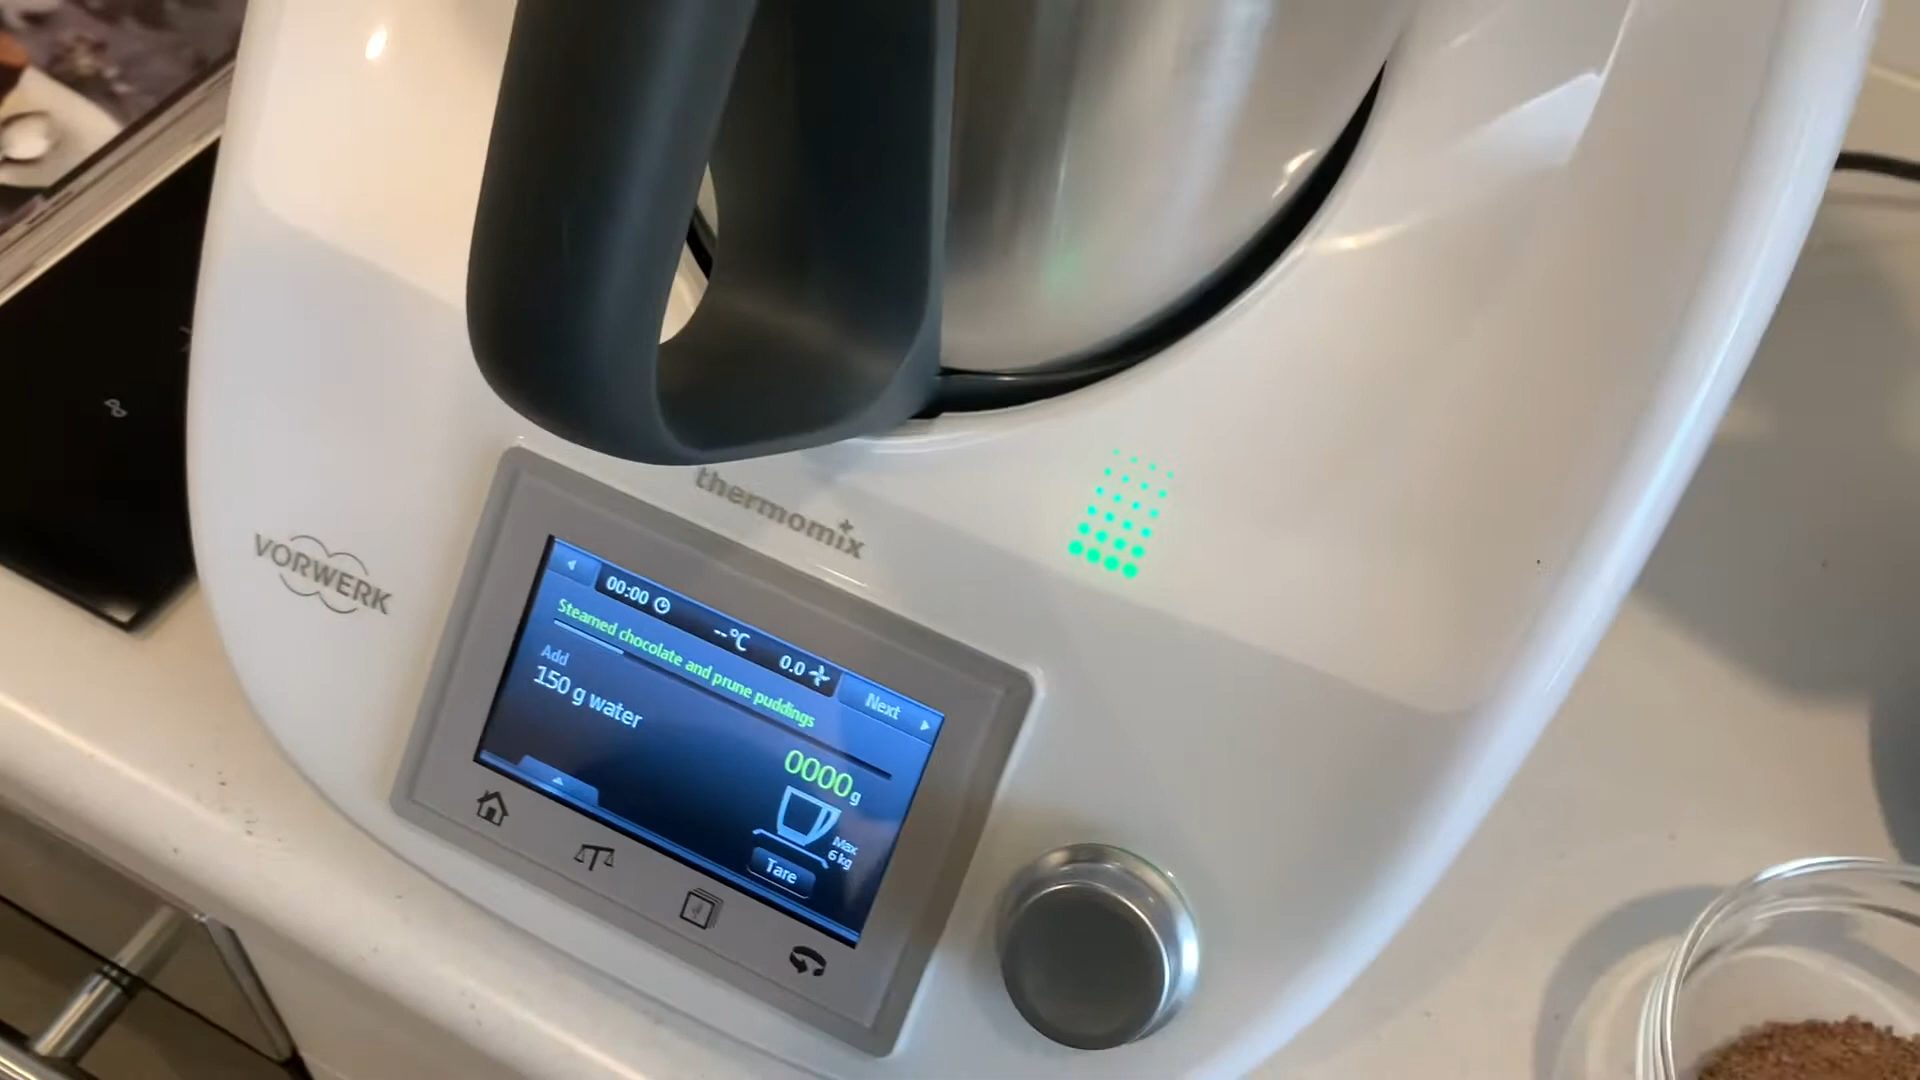 thermomix
VORWERK
00:00
--°C
0.0
Next
Steamed chocolate and prune puddings
Add
150 g water
0000g
Max
6 kg
Tare